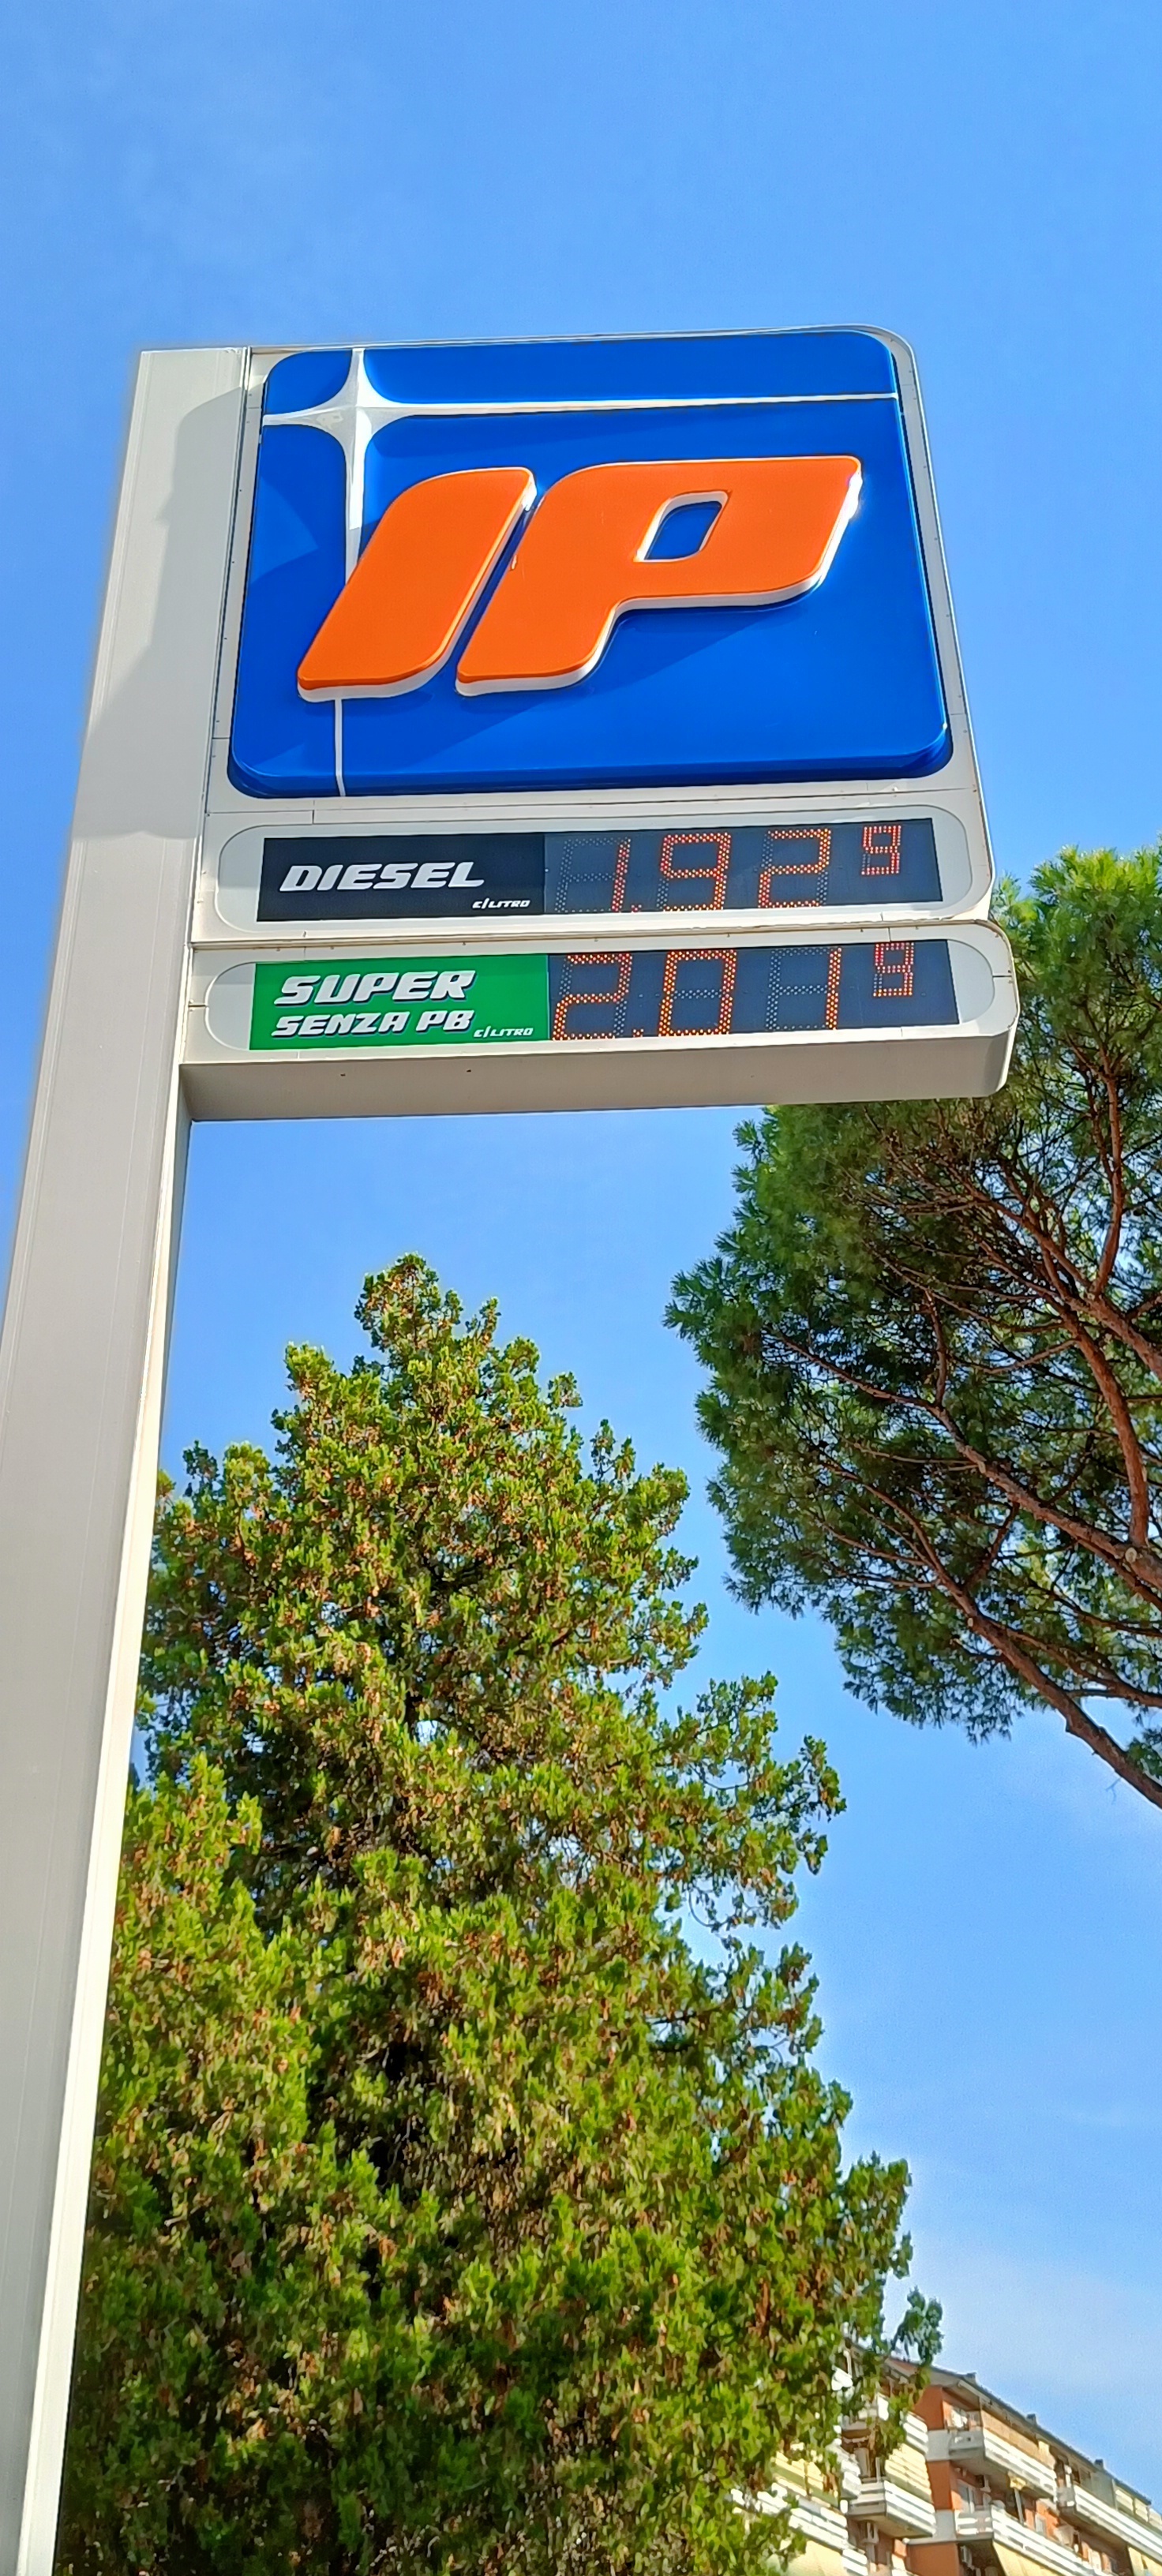 IP
DIESEL €/LITRO 1.929
SUPER
SENZA PB €/LITRO 2.019